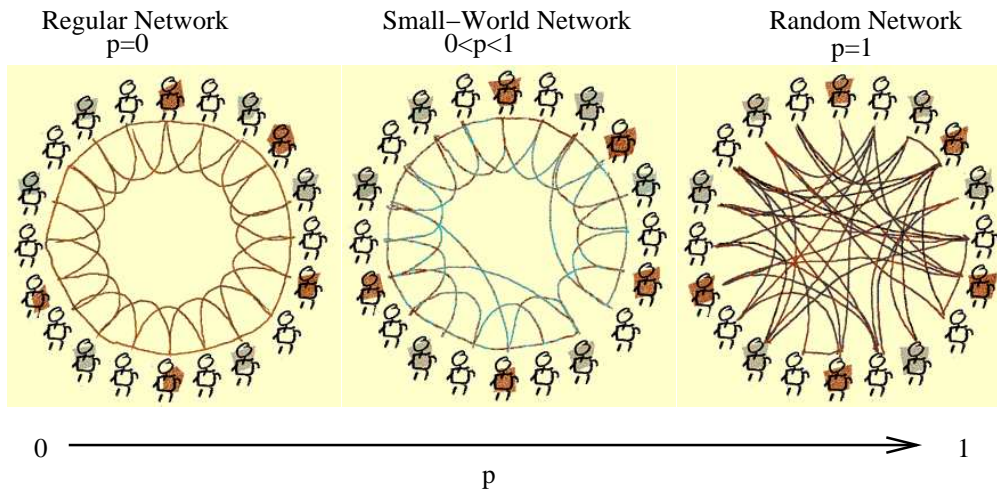 Regular Network
p=0
Small−World Network
0<p<1
Random Network
p=1
0
1
p